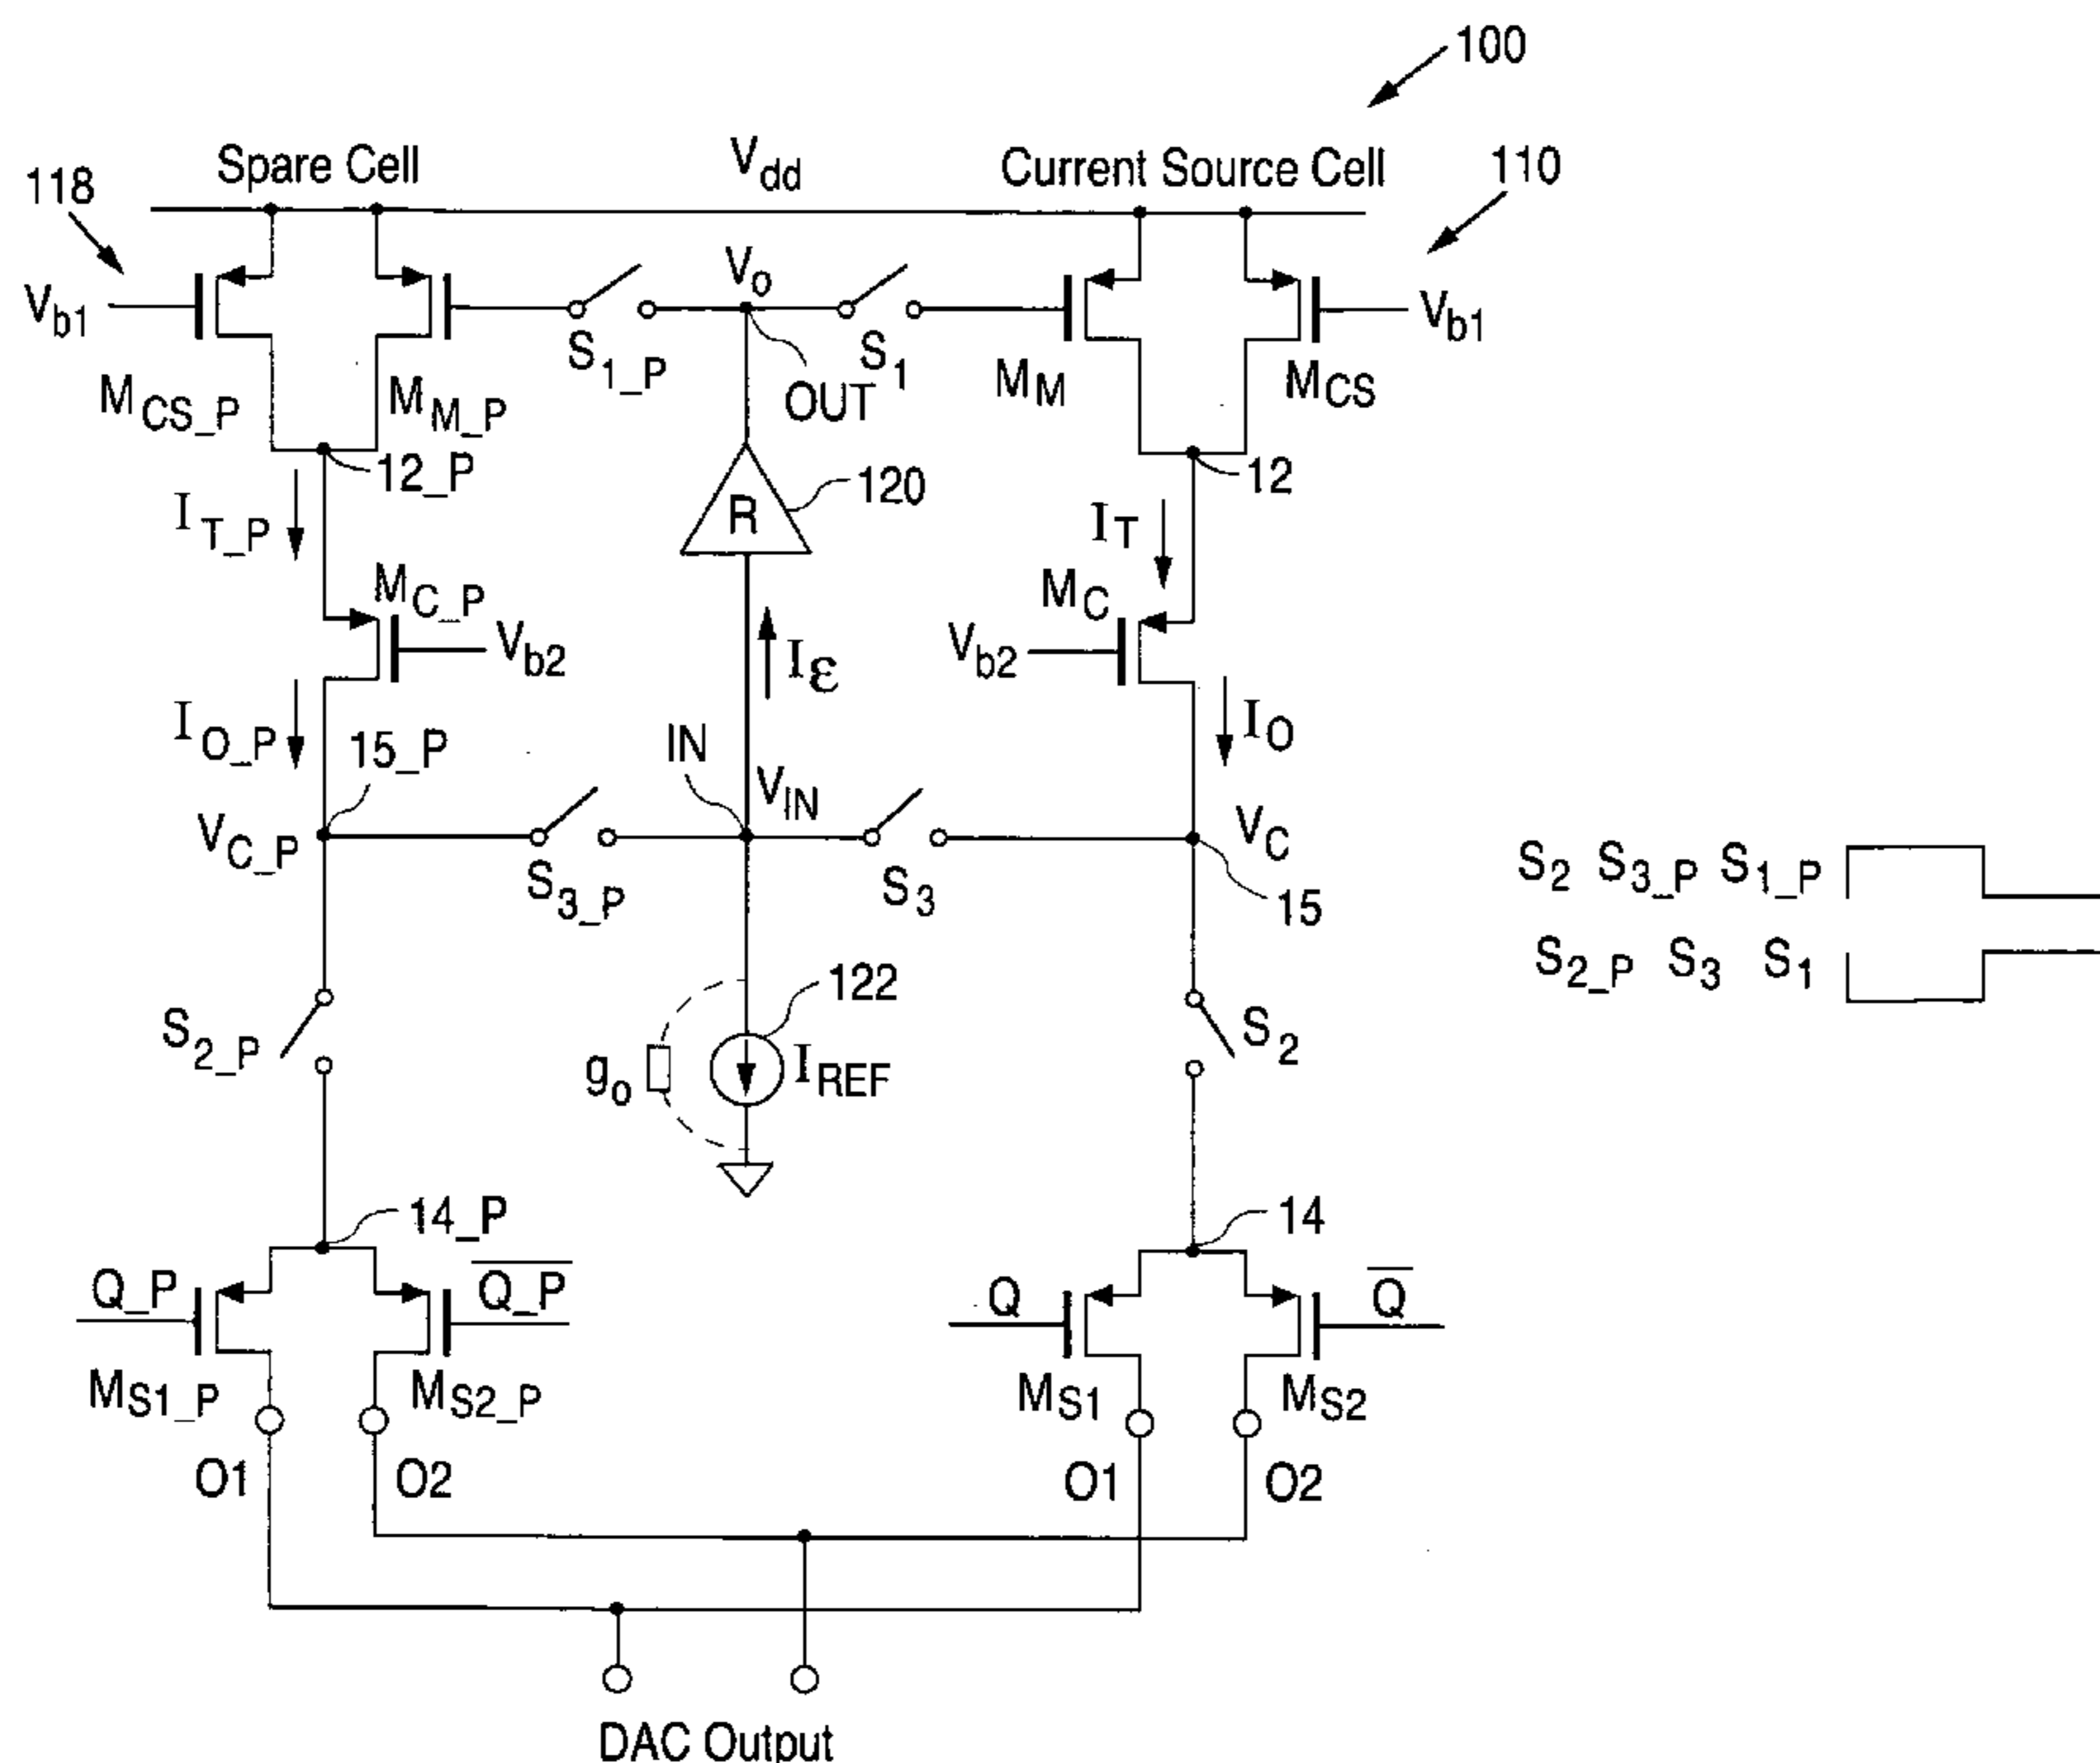 100
Spare Cell
V_dd
Current Source Cell
118
110
V_b1
V_o
V_b1
S_1_P
S_1
OUT
M_CS_P
M_M_P
M_M
M_CS
12_P
12
120
R
I_T_P
I_T
M_C_P
M_C
V_b2
V_b2
I_ε
I_O_P
I_O
15_P
IN
V_IN
V_C_P
V_C
S_3_P
S_3
15
S_2 S_3_P S_1_P
S_2_P S_3 S_1
122
S_2_P
S_2
g_o
I_REF
14_P
14
Q_P
Q̅_̅P̅
Q
Q̅
M_S1_P
M_S2_P
M_S1
M_S2
O1
O2
O1
O2
DAC Output